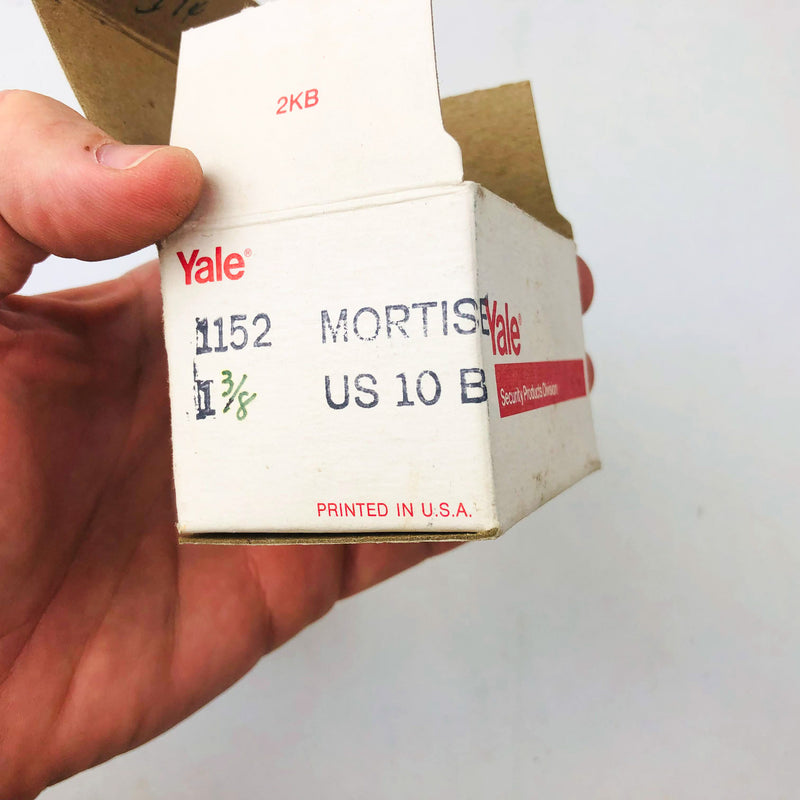 2KB
Yale®
1152 MORTISE
1 3/8 US 10 B
PRINTED IN U.S.A.
Yale®
Security Products Division